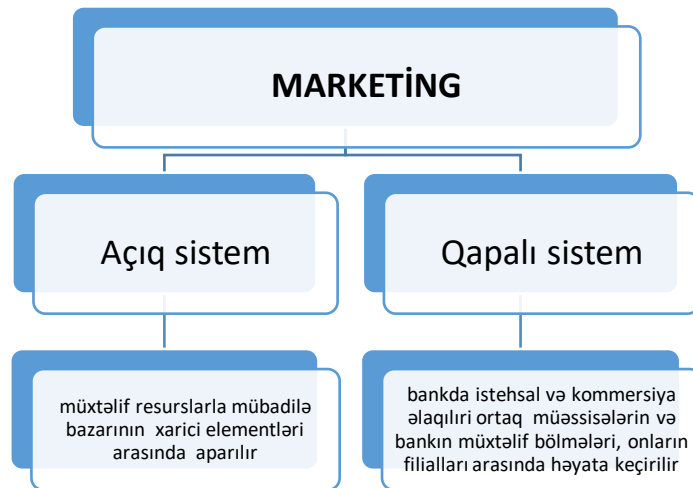 MARKETİNG
Açıq sistem
Qapalı sistem
müxtəlif resurslarla mübadilə
bazarının xarici elementləri
arasında aparılır
bankda istehsal və kommersiya
əlaqılıri ortaq müəssisələrin və
bankın müxtəlif bölmələri, onların
filialları arasında həyata keçirilir